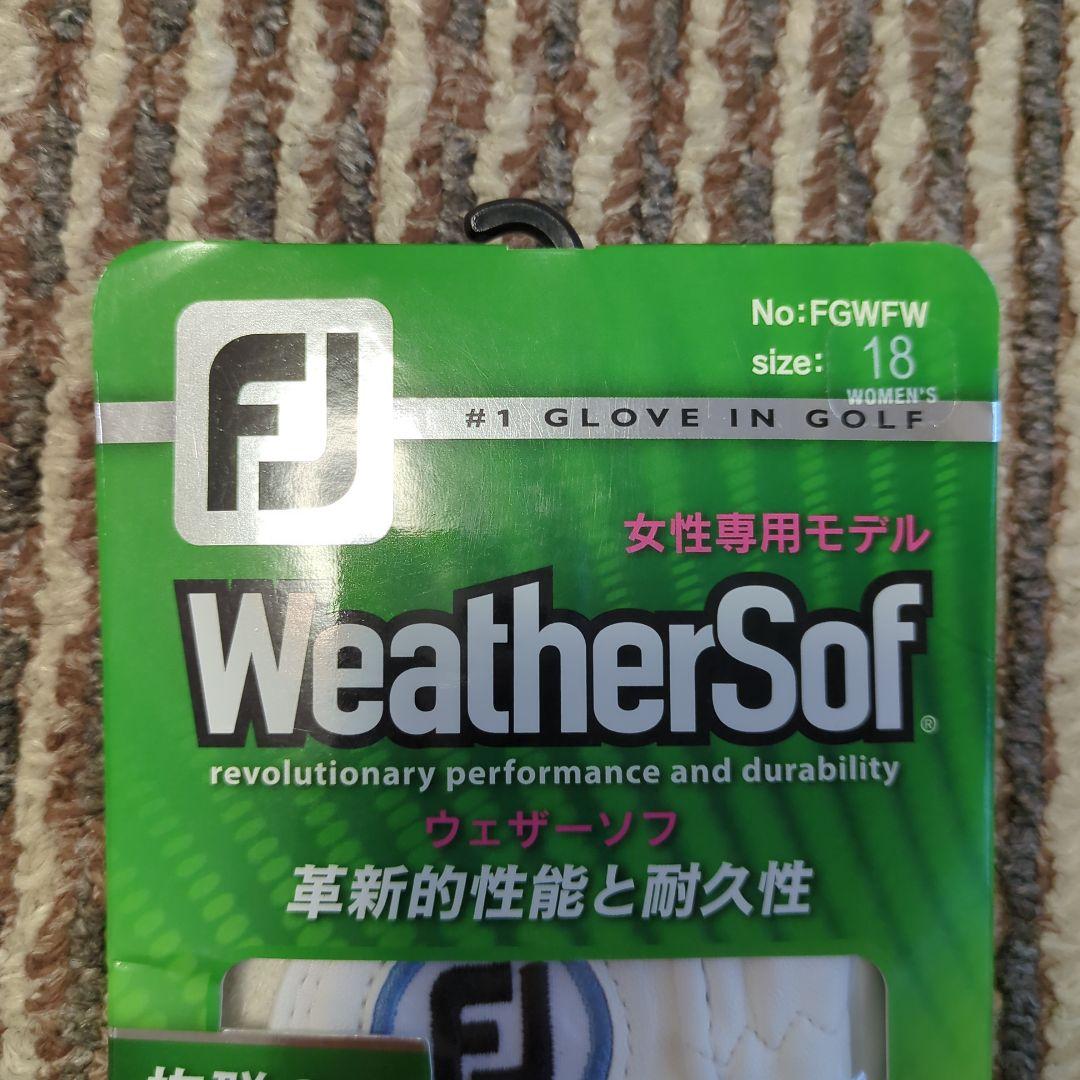 FJ
No:FGWFW
size: 18
WOMEN'S
#1 GLOVE IN GOLF
女性専用モデル
WeatherSof®
revolutionary performance and durability
ウェザーソフ
革新的性能と耐久性
FJ